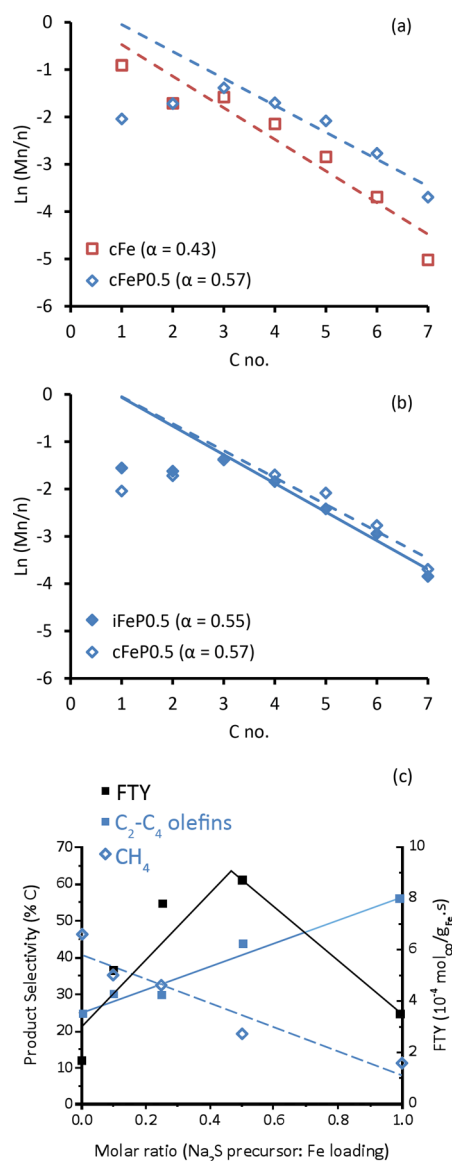 (a)
0
-1
-2
-3
-4
-5
-6
Ln (Mn/n)
cFe (α = 0.43)
cFeP0.5 (α = 0.57)
0 1 2 3 4 5 6 7
C no.
(b)
0
-1
-2
-3
-4
-5
-6
Ln (Mn/n)
iFeP0.5 (α = 0.55)
cFeP0.5 (α = 0.57)
0 1 2 3 4 5 6 7
C no.
(c)
FTY
C₂-C₄ olefins
CH₄
70
60
50
40
30
20
10
0
Product Selectivity (% C)
10
8
6
4
2
0
FTY (10⁻⁴ mol_CO/g_Fe.s)
0.0 0.2 0.4 0.6 0.8 1.0
Molar ratio (Na₂S precursor: Fe loading)